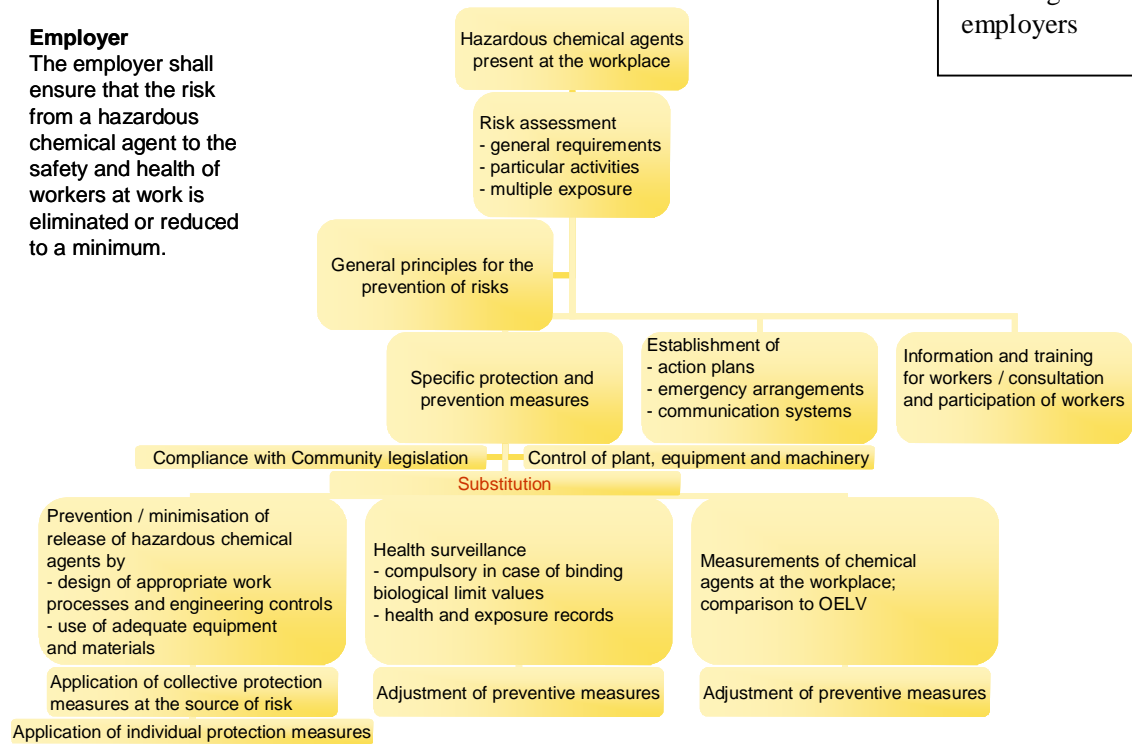 employers
Employer
The employer shall
ensure that the risk
from a hazardous
chemical agent to the
safety and health of
workers at work is
eliminated or reduced
to a minimum.
Hazardous chemical agents
present at the workplace
Risk assessment
- general requirements
- particular activities
- multiple exposure
General principles for the
prevention of risks
Specific protection and
prevention measures
Establishment of
- action plans
- emergency arrangements
- communication systems
Information and training
for workers / consultation
and participation of workers
Compliance with Community legislation
Control of plant, equipment and machinery
Substitution
Prevention / minimisation of
release of hazardous chemical
agents by
- design of appropriate work
processes and engineering controls
- use of adequate equipment
and materials
Health surveillance
- compulsory in case of binding
biological limit values
- health and exposure records
Measurements of chemical
agents at the workplace;
comparison to OELV
Application of collective protection
measures at the source of risk
Adjustment of preventive measures
Adjustment of preventive measures
Application of individual protection measures